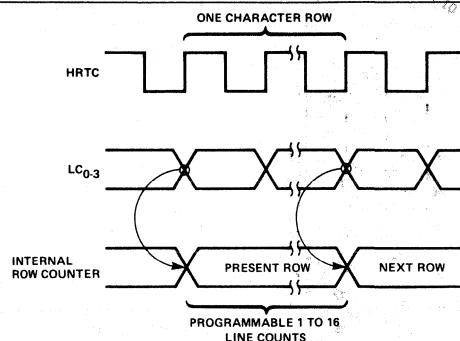 ONE CHARACTER ROW
HRTC
LC0-3
INTERNAL
ROW COUNTER
PRESENT ROW
NEXT ROW
PROGRAMMABLE 1 TO 16
LINE COUNTS